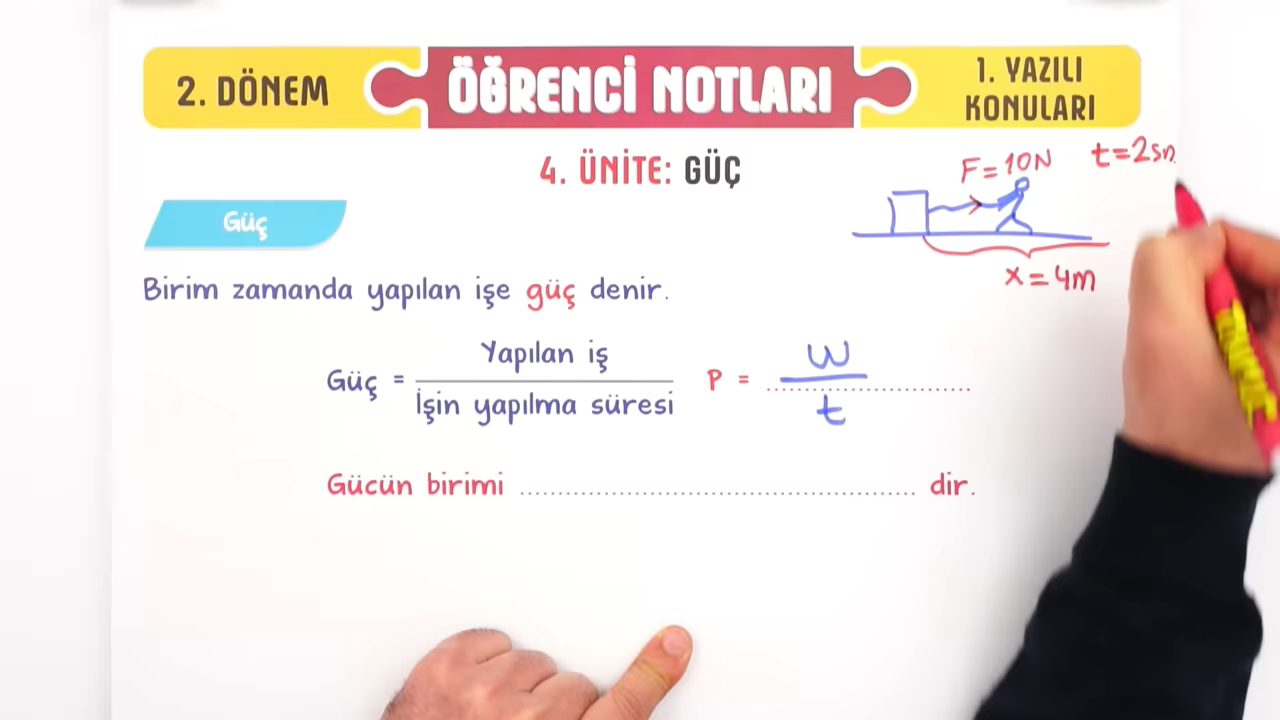 2. DÖNEM
ÖĞRENCİ NOTLARI
1. YAZILI
KONULARI
4. ÜNİTE: GÜÇ
F=10N
t=2sn
Güç
x=4m
Birim zamanda yapılan işe güç denir.
Güç = Yapılan iş / İşin yapılma süresi
P = W / t
Gücün birimi ................................................ dir.